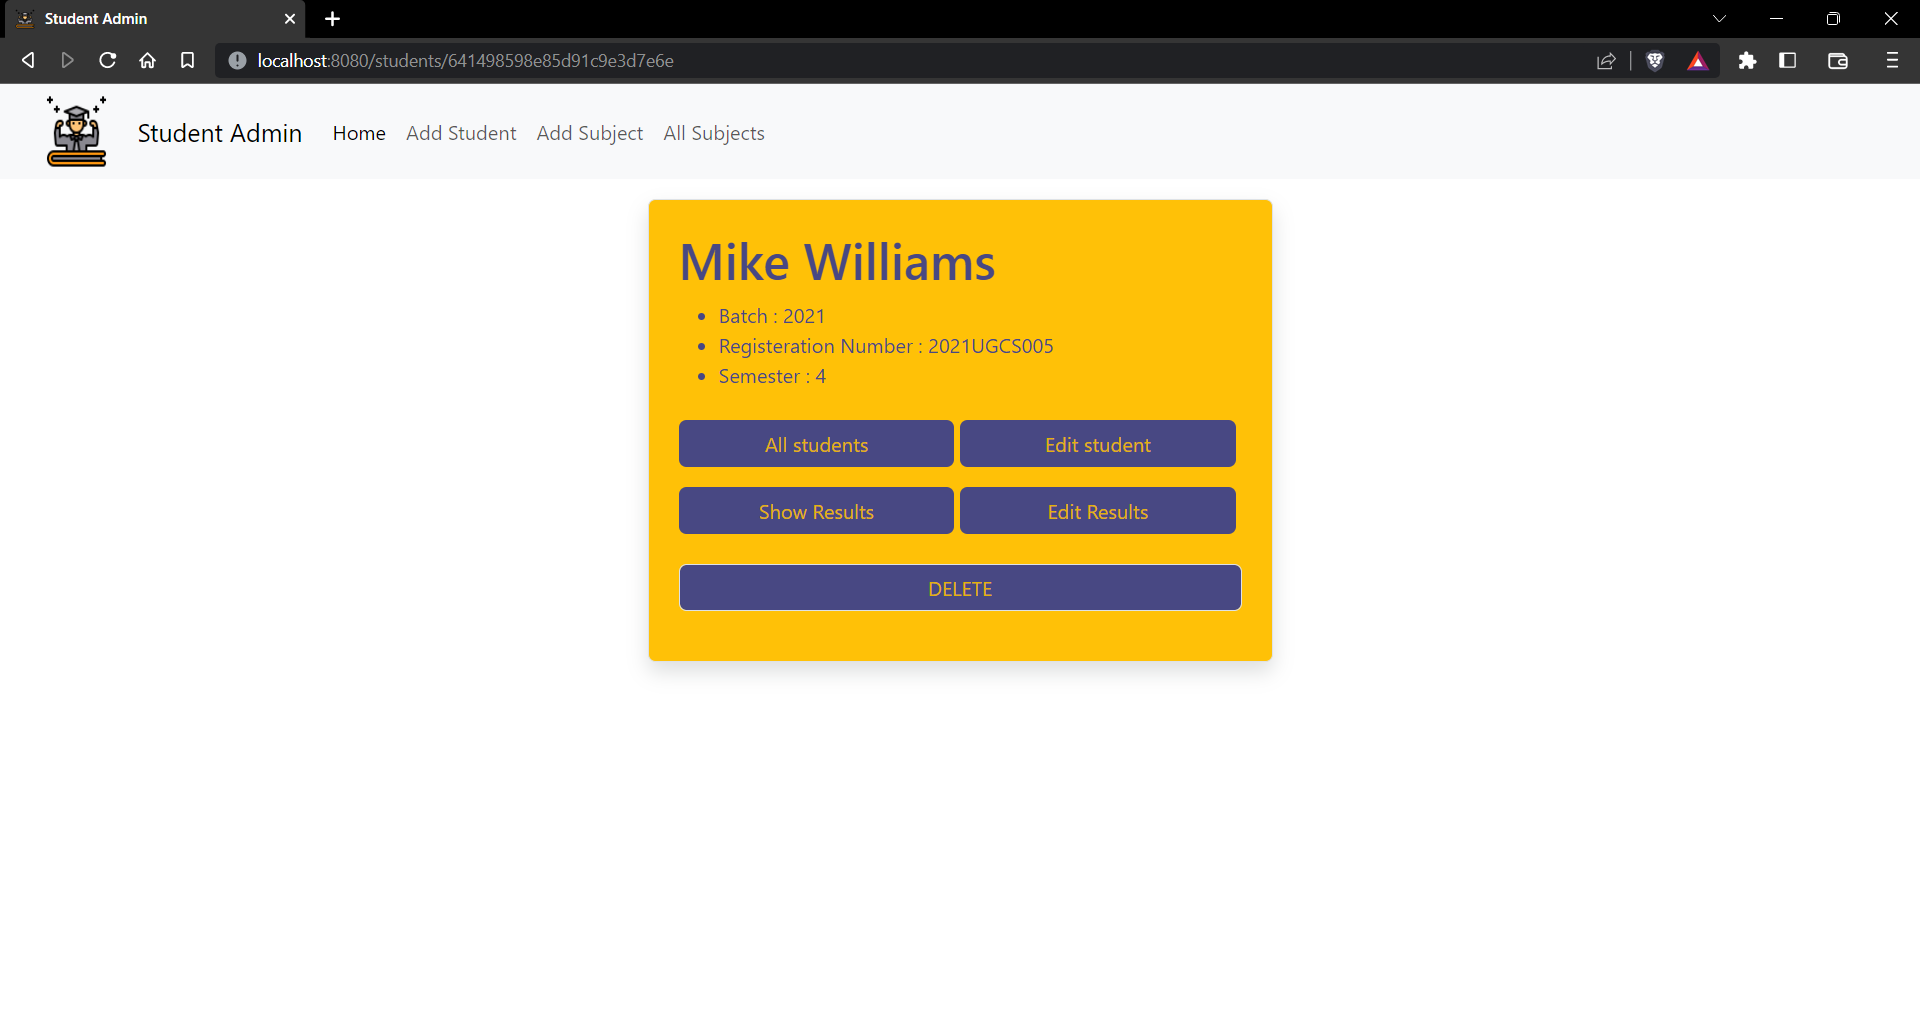 Student Admin
localhost:8080/students/641498598e85d91c9e3d7e6e
Student Admin Home Add Student Add Subject All Subjects
Mike Williams
Batch : 2021
Registeration Number : 2021UGCS005
Semester : 4
All students Edit student
Show Results Edit Results
DELETE